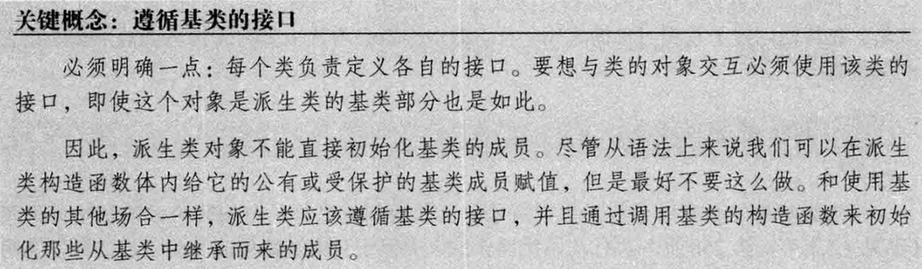 关键概念：遵循基类的接口
必须明确一点：每个类负责定义各自的接口。要想与类的对象交互必须使用该类的
接口，即使这个对象是派生类的基类部分也是如此。
因此，派生类对象不能直接初始化基类的成员。尽管从语法上来说我们可以在派生
类构造函数体内给它的公有或受保护的基类成员赋值，但是最好不要这么做。和使用基
类的其他场合一样，派生类应该遵循基类的接口，并且通过调用基类的构造函数来初始
化那些从基类中继承而来的成员。